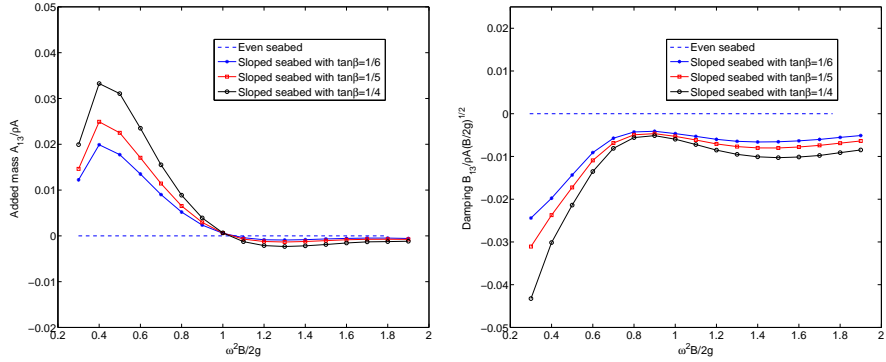 0.05
0.04
0.03
0.02
0.01
0
−0.01
−0.02
Added mass A₁₃/ρA
Even seabed
Sloped seabed with tanβ=1/6
Sloped seabed with tanβ=1/5
Sloped seabed with tanβ=1/4
0.2 0.4 0.6 0.8 1 1.2 1.4 1.6 1.8 2
ω²B/2g
0.02
0.01
0
−0.01
−0.02
−0.03
−0.04
−0.05
Damping B₁₃/ρA(B/2g)^1/2
Even seabed
Sloped seabed with tanβ=1/6
Sloped seabed with tanβ=1/5
Sloped seabed with tanβ=1/4
0.2 0.4 0.6 0.8 1 1.2 1.4 1.6 1.8 2
ω²B/2g